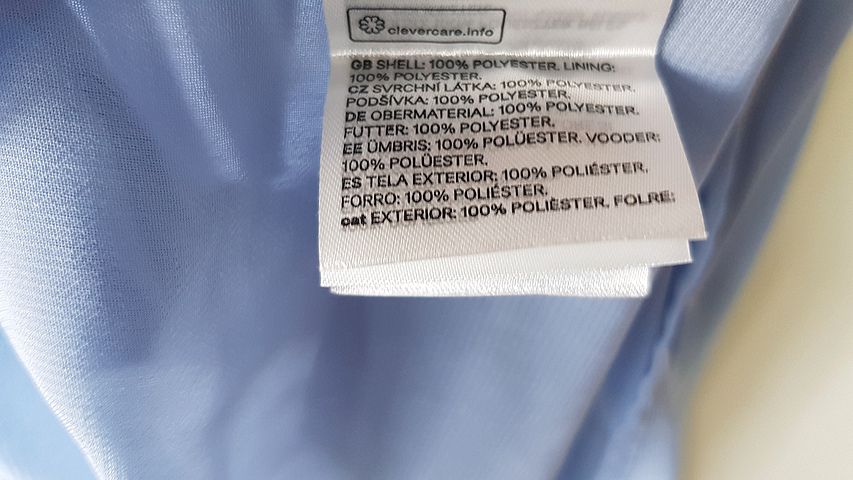 clevercare.info
GB SHELL: 100% POLYESTER. LINING:
100% POLYESTER.
CZ SVRCHNÍ LÁTKA: 100% POLYESTER.
PODŠÍVKA: 100% POLYESTER.
DE OBERMATERIAL: 100% POLYESTER.
FUTTER: 100% POLYESTER.
EE ÜMBRIS: 100% POLÜESTER. VOODER:
100% POLÜESTER.
ES TELA EXTERIOR: 100% POLIÉSTER.
FORRO: 100% POLIÉSTER.
cat EXTERIOR: 100% POLIÈSTER. FOLRE: